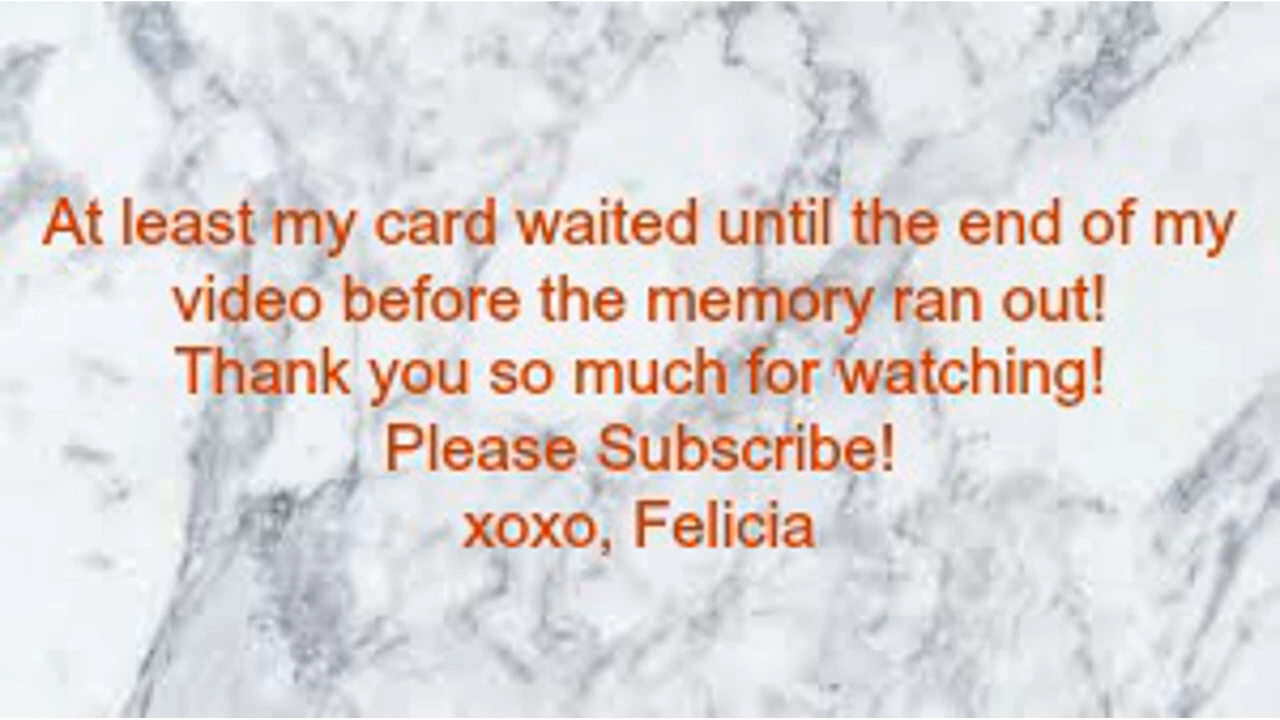 At least my card waited until the end of my
video before the memory ran out!
Thank you so much for watching!
Please Subscribe!
xoxo, Felicia